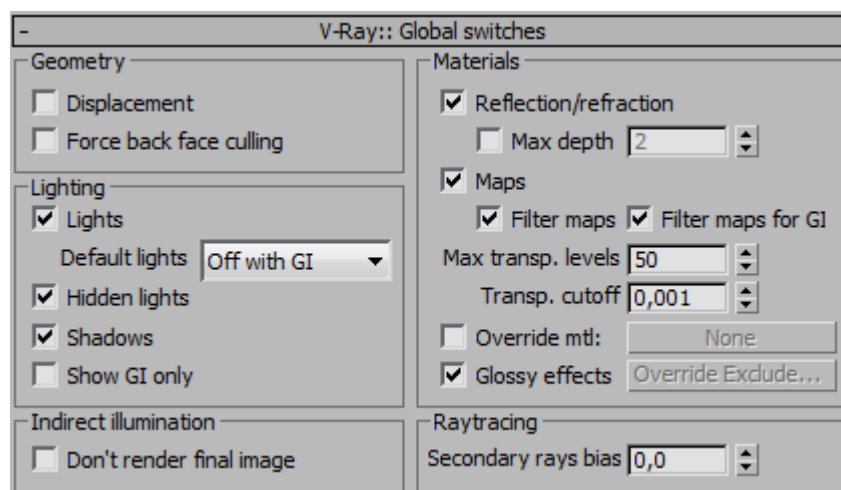 - V-Ray:: Global switches
Geometry
Displacement
Force back face culling
Lighting
Lights
Default lights Off with GI
Hidden lights
Shadows
Show GI only
Indirect illumination
Don't render final image
Materials
Reflection/refraction
Max depth 2
Maps
Filter maps Filter maps for GI
Max transp. levels 50
Transp. cutoff 0,001
Override mtl: None
Glossy effects Override Exclude...
Raytracing
Secondary rays bias 0,0